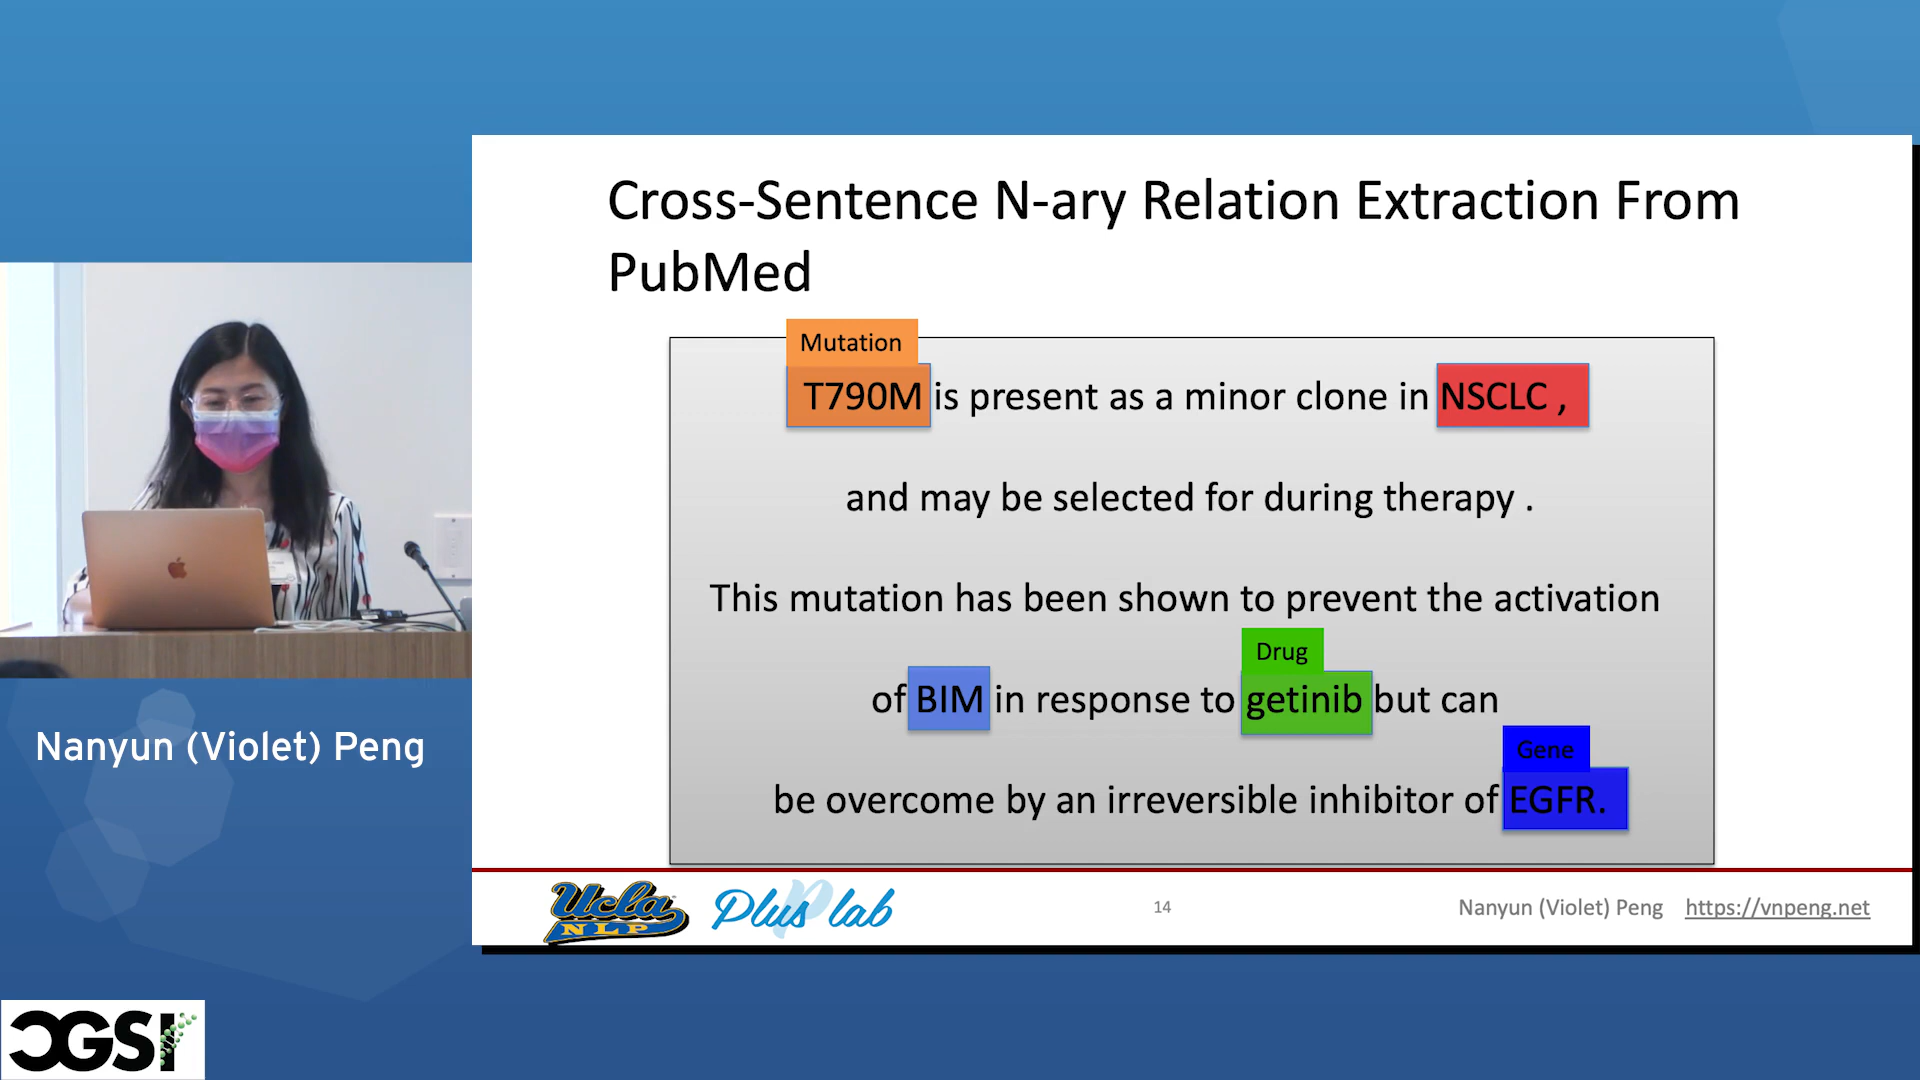 Cross-Sentence N-ary Relation Extraction From
PubMed
Mutation
T790M is present as a minor clone in NSCLC ,
and may be selected for during therapy .
This mutation has been shown to prevent the activation
Drug
of BIM in response to getinib but can
Gene
be overcome by an irreversible inhibitor of EGFR.
Ucla
NLP
Plus lab
14
Nanyun (Violet) Peng https://vnpeng.net
Nanyun (Violet) Peng
CGSI